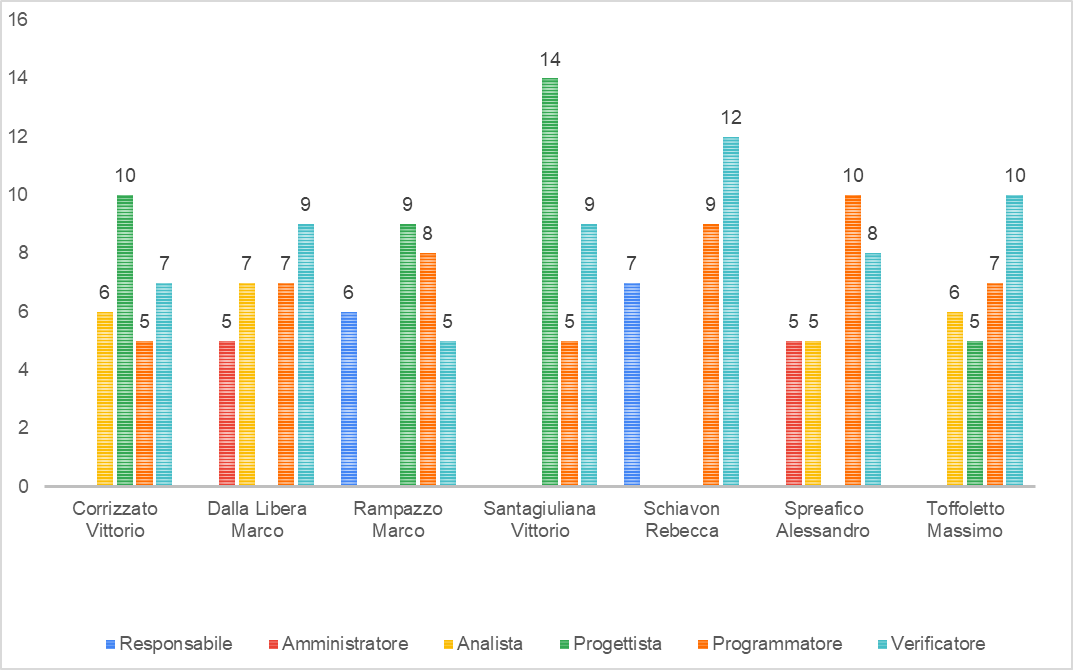 16
14
12
10
8
6
4
2
0
6
10
5
7
5
7
7
9
6
9
8
5
14
5
9
7
9
12
5
5
10
8
6
5
7
10
Corrizzato
Vittorio
Dalla Libera
Marco
Rampazzo
Marco
Santagiuliana
Vittorio
Schiavon
Rebecca
Spreafico
Alessandro
Toffoletto
Massimo
Responsabile
Amministratore
Analista
Progettista
Programmatore
Verificatore